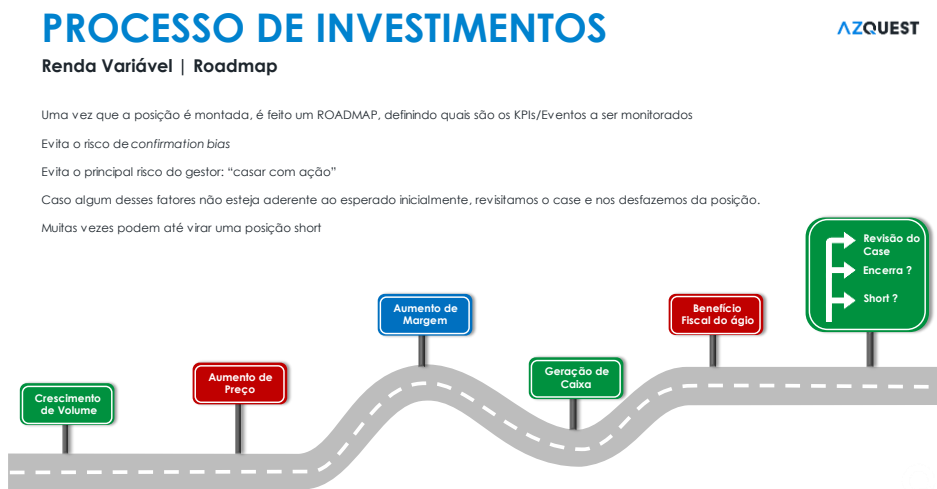 PROCESSO DE INVESTIMENTOS
AZQUEST
Renda Variável | Roadmap
Uma vez que a posição é montada, é feito um ROADMAP, definindo quais são os KPIs/Eventos a ser monitorados
Evita o risco de confirmation bias
Evita o principal risco do gestor: “casar com ação”
Caso algum desses fatores não esteja aderente ao esperado inicialmente, revisitamos o case e nos desfazemos da posição.
Muitas vezes podem até virar uma posição short
Crescimento
de Volume
Aumento de
Preço
Aumento de
Margem
Geração de
Caixa
Benefício
Fiscal do ágio
Revisão do
Case
Encerra ?
Short ?